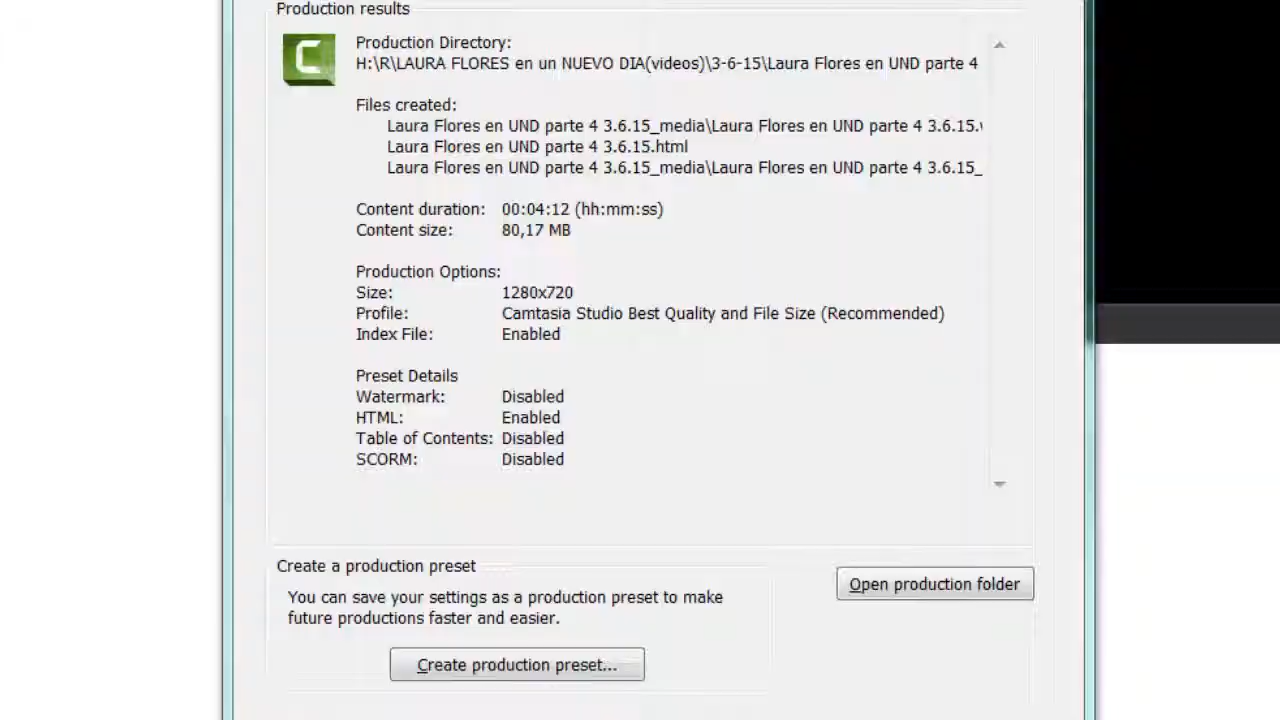 Production results
Production Directory:
H:\R\LAURA FLORES en un NUEVO DIA(videos)\3-6-15\Laura Flores en UND parte 4
Files created:
Laura Flores en UND parte 4 3.6.15_media\Laura Flores en UND parte 4 3.6.15.
Laura Flores en UND parte 4 3.6.15.html
Laura Flores en UND parte 4 3.6.15_media\Laura Flores en UND parte 4 3.6.15_
Content duration: 00:04:12 (hh:mm:ss)
Content size: 80,17 MB
Production Options:
Size: 1280x720
Profile: Camtasia Studio Best Quality and File Size (Recommended)
Index File: Enabled
Preset Details
Watermark: Disabled
HTML: Enabled
Table of Contents: Disabled
SCORM: Disabled
Create a production preset
Open production folder
You can save your settings as a production preset to make
future productions faster and easier.
Create production preset...